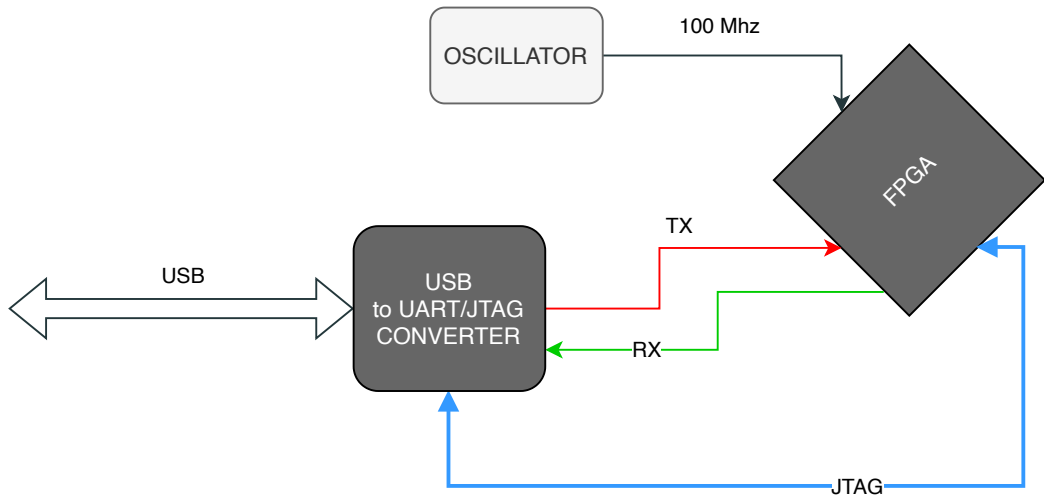 100 Mhz
OSCILLATOR
FPGA
TX
USB
USB
to UART/JTAG
CONVERTER
RX
JTAG